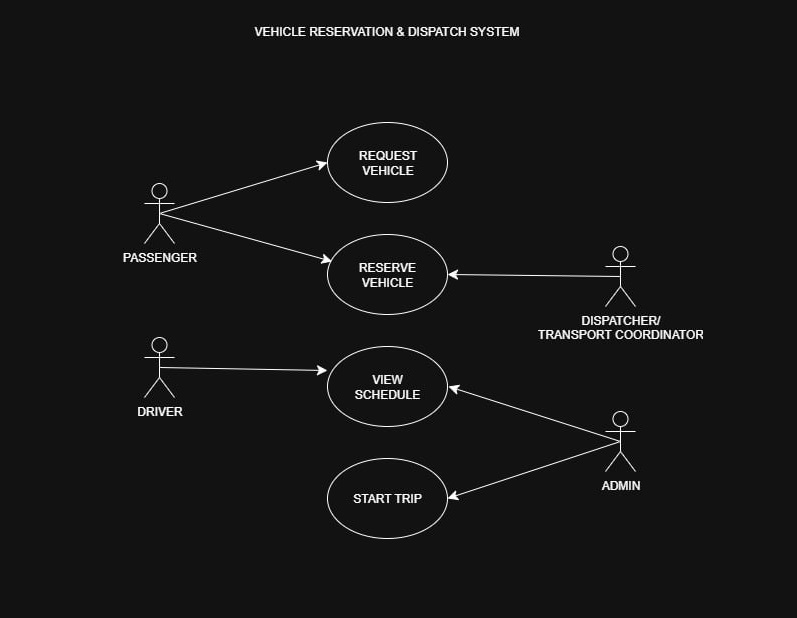 VEHICLE RESERVATION & DISPATCH SYSTEM
REQUEST
VEHICLE
PASSENGER
RESERVE
VEHICLE
DISPATCHER/
TRANSPORT COORDINATOR
VIEW
SCHEDULE
DRIVER
ADMIN
START TRIP